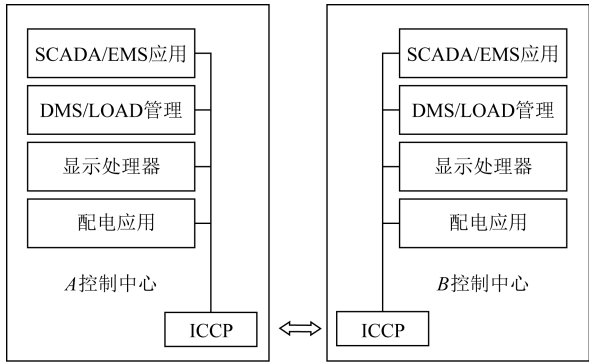 SCADA/EMS应用
DMS/LOAD管理
显示处理器
配电应用
A控制中心
ICCP
SCADA/EMS应用
DMS/LOAD管理
显示处理器
配电应用
B控制中心
ICCP